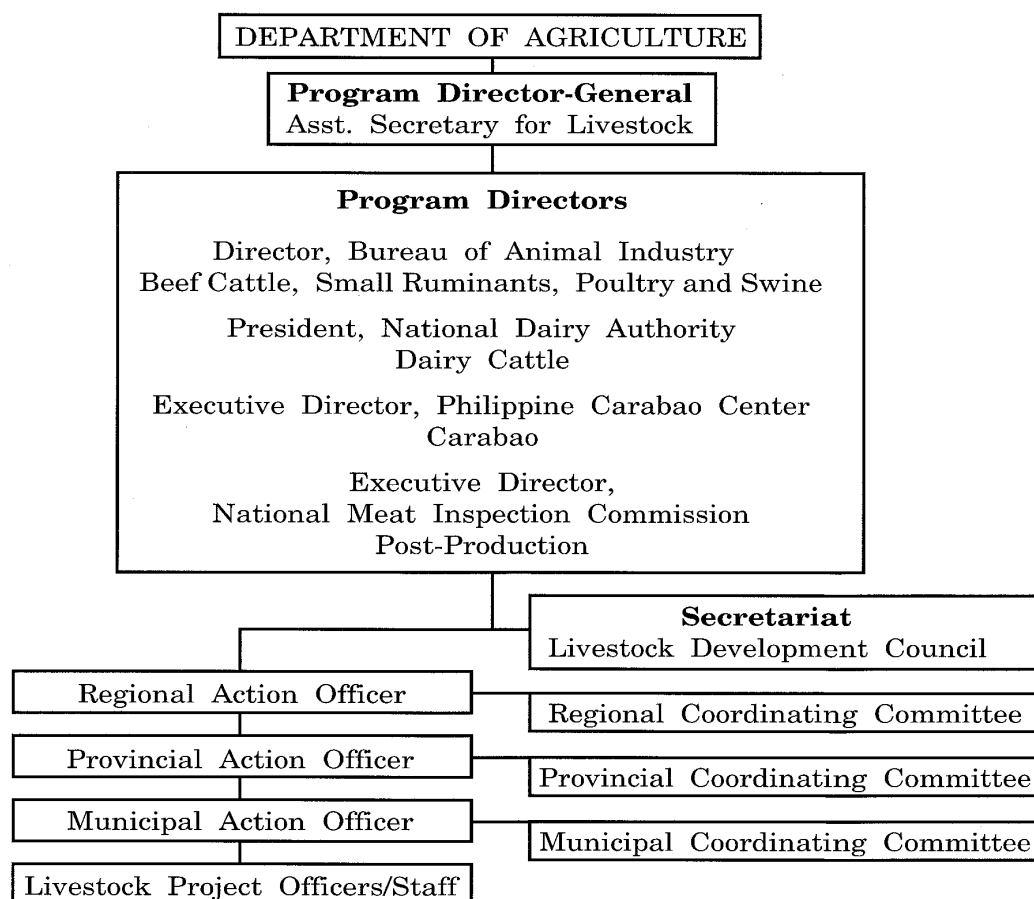 DEPARTMENT OF AGRICULTURE
Program Director-General
Asst. Secretary for Livestock
Program Directors
Director, Bureau of Animal Industry
Beef Cattle, Small Ruminants, Poultry and Swine
President, National Dairy Authority
Dairy Cattle
Executive Director, Philippine Carabao Center
Carabao
Executive Director,
National Meat Inspection Commission
Post-Production
Secretariat
Livestock Development Council
Regional Action Officer
Regional Coordinating Committee
Provincial Action Officer
Provincial Coordinating Committee
Municipal Action Officer
Municipal Coordinating Committee
Livestock Project Officers/Staff